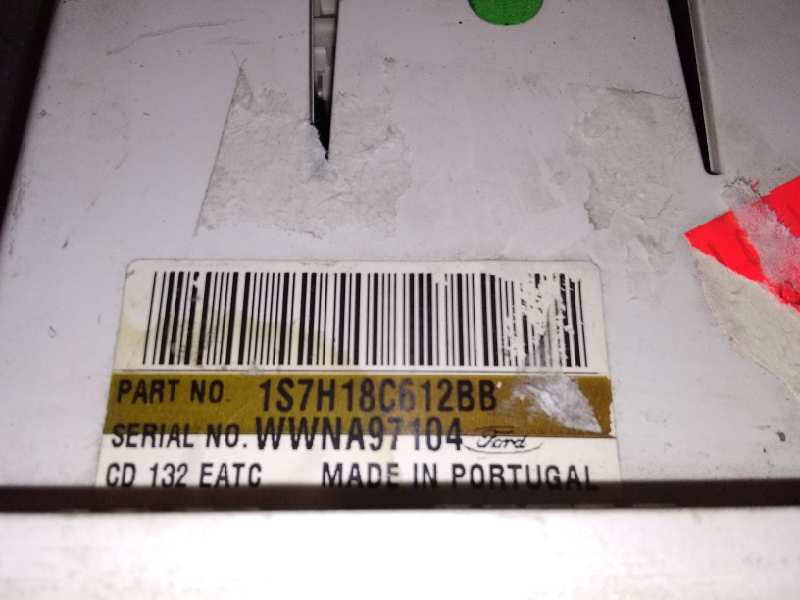 PART NO. 1S7H18C612BB
SERIAL NO. WWNA97104 Ford
CD 132 EATC MADE IN PORTUGAL